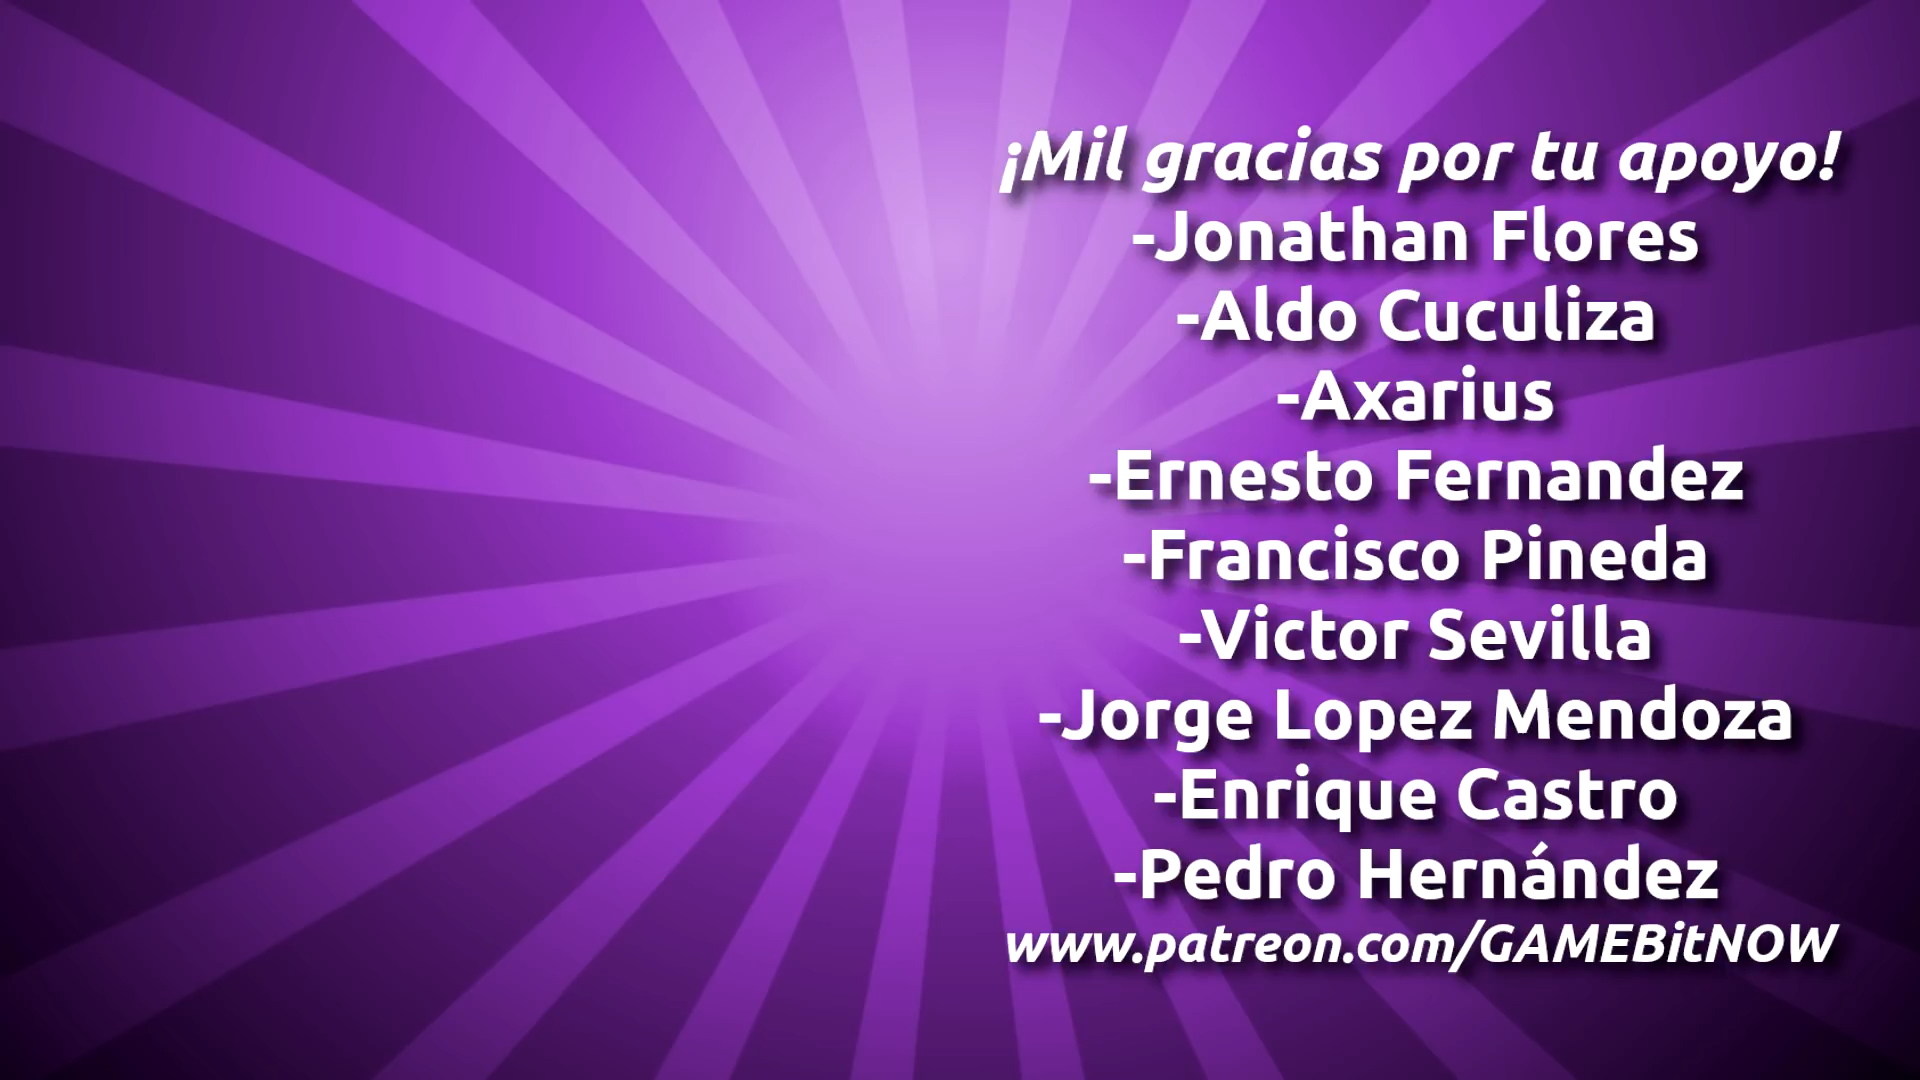 ¡Mil gracias por tu apoyo!
-Jonathan Flores
-Aldo Cuculiza
-Axarius
-Ernesto Fernandez
-Francisco Pineda
-Victor Sevilla
-Jorge Lopez Mendoza
-Enrique Castro
-Pedro Hernández
www.patreon.com/GAMEBitNOW